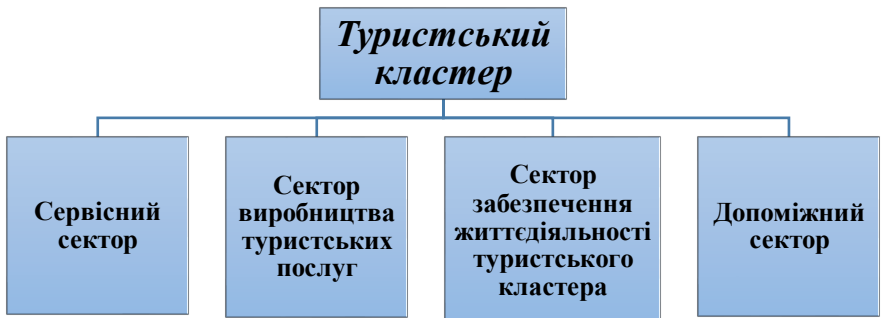 Туристський
кластер
Сервісний
сектор
Сектор
виробництва
туристських
послуг
Сектор
забезпечення
життєдіяльності
туристського
кластера
Допоміжний
сектор